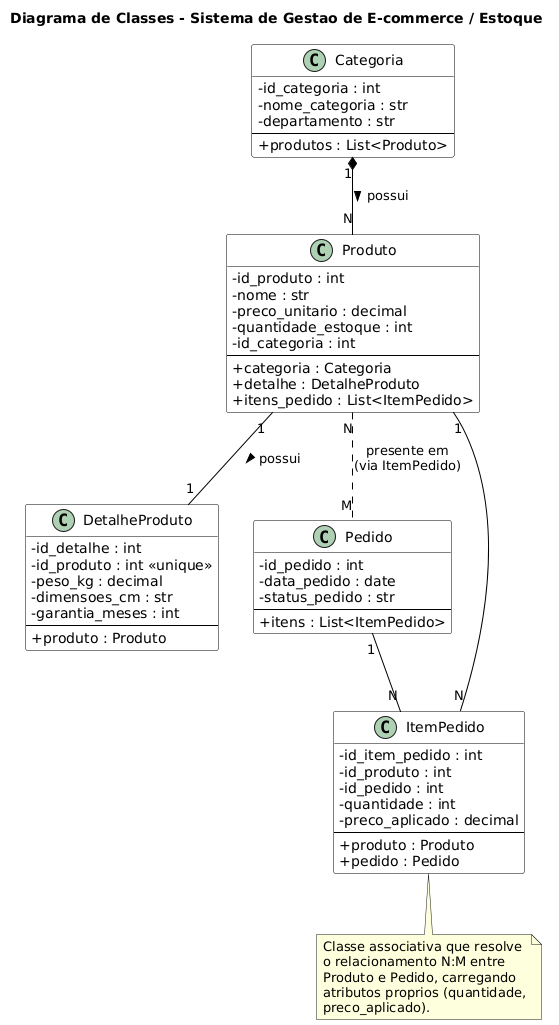 Diagrama de Classes - Sistema de Gestao de E-commerce / Estoque
C Categoria
-id_categoria : int
-nome_categoria : str
-departamento : str
+produtos : List<Produto>
1
possui
N
C Produto
-id_produto : int
-nome : str
-preco_unitario : decimal
-quantidade_estoque : int
-id_categoria : int
+categoria : Categoria
+detalhe : DetalheProduto
+itens_pedido : List<ItemPedido>
1 N 1
possui
presente em
(via ItemPedido)
1
M
C DetalheProduto
-id_detalhe : int
-id_produto : int «unique»
-peso_kg : decimal
-dimensoes_cm : str
-garantia_meses : int
+produto : Produto
C Pedido
-id_pedido : int
-data_pedido : date
-status_pedido : str
+itens : List<ItemPedido>
1
N N
C ItemPedido
-id_item_pedido : int
-id_produto : int
-id_pedido : int
-quantidade : int
-preco_aplicado : decimal
+produto : Produto
+pedido : Pedido
Classe associativa que resolve
o relacionamento N:M entre
Produto e Pedido, carregando
atributos proprios (quantidade,
preco_aplicado).